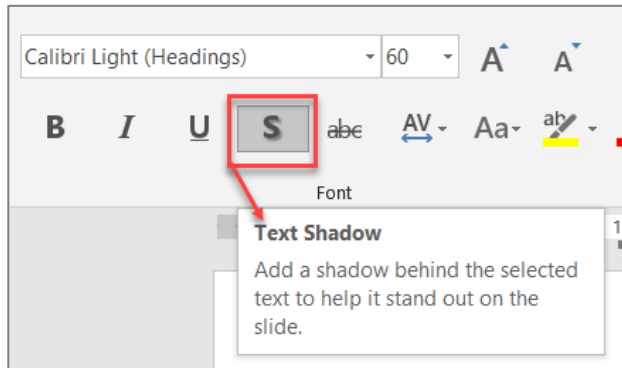 Calibri Light (Headings) 60 A A
B I U S abc AV Aa ab
Font
1
Text Shadow
Add a shadow behind the selected
text to help it stand out on the
slide.